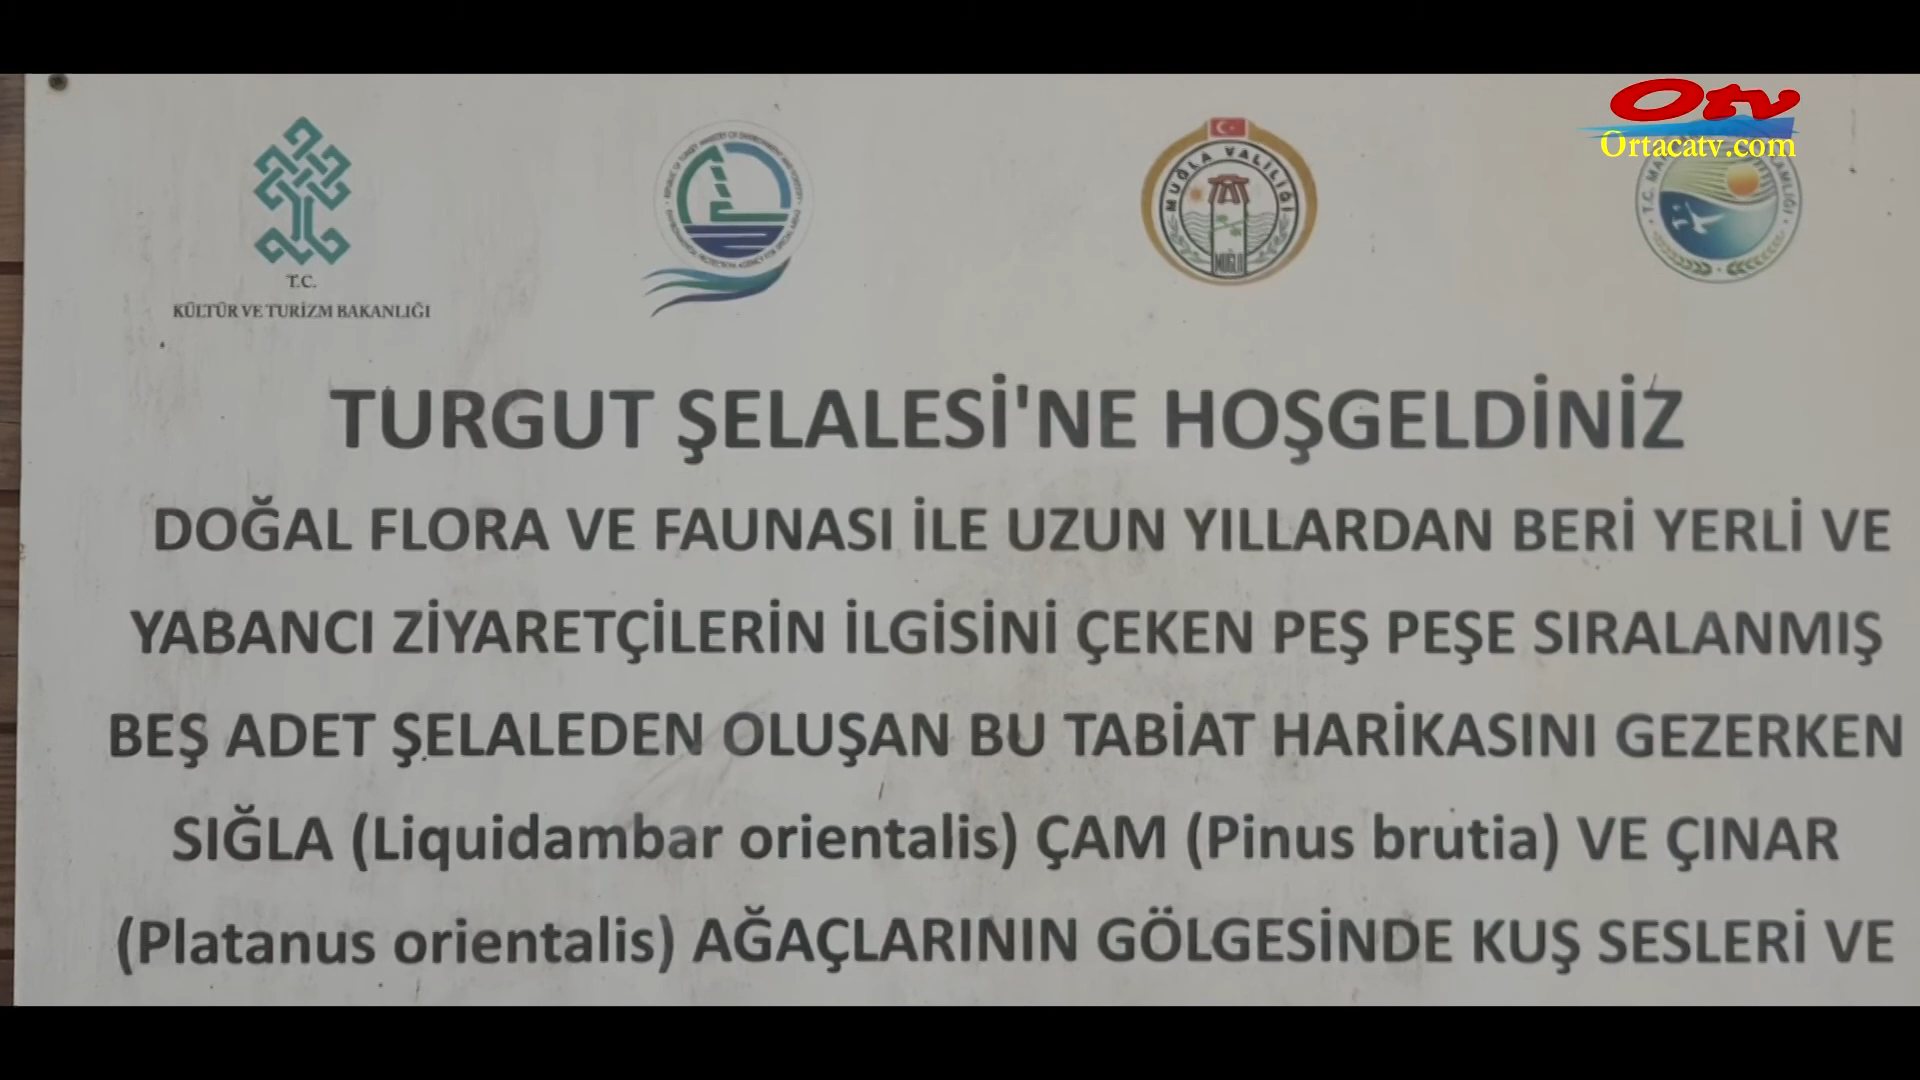 Otv
Ortacatv.com
T.C.
KÜLTÜR VE TURİZM BAKANLIĞI
MUĞLA VALİLİĞİ
MUĞLA
TURGUT ŞELALESİ'NE HOŞGELDİNİZ
DOĞAL FLORA VE FAUNASI İLE UZUN YILLARDAN BERİ YERLİ VE
YABANCI ZİYARETÇİLERİN İLGİSİNİ ÇEKEN PEŞ PEŞE SIRALANMIŞ
BEŞ ADET ŞELALEDEN OLUŞAN BU TABİAT HARİKASINI GEZERKEN
SIĞLA (Liquidambar orientalis) ÇAM (Pinus brutia) VE ÇINAR
(Platanus orientalis) AĞAÇLARININ GÖLGESİNDE KUŞ SESLERİ VE